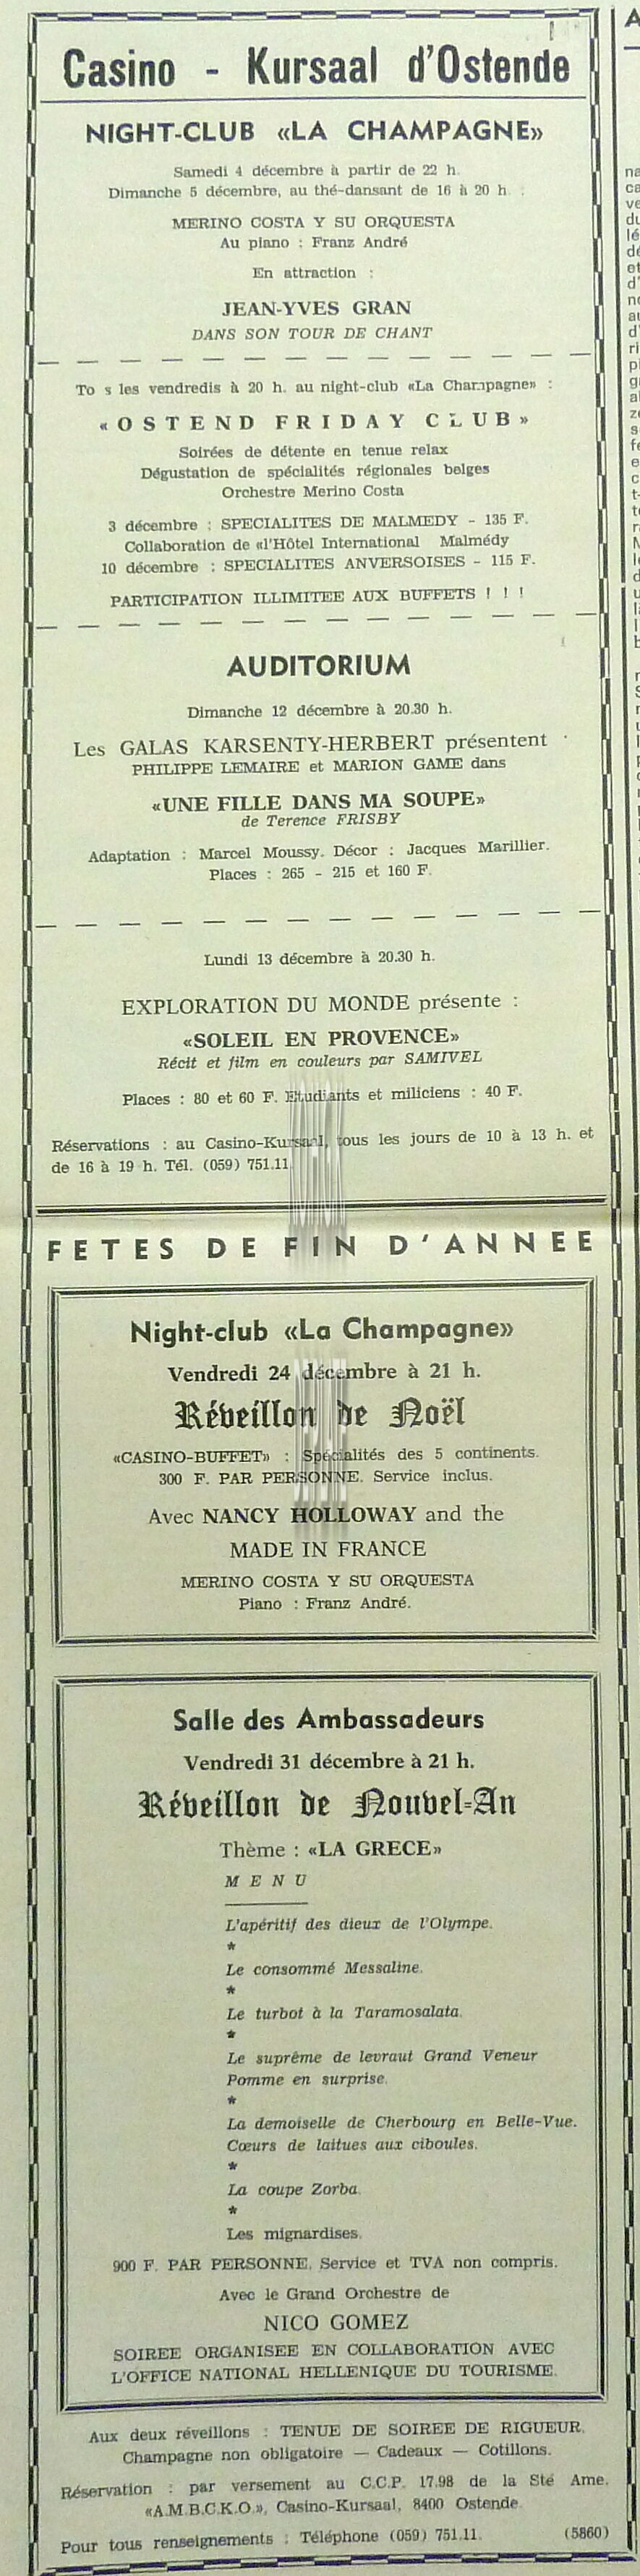 Casino - Kursaal d'Ostende
NIGHT-CLUB «LA CHAMPAGNE»
Samedi 4 décembre à partir de 22 h.
Dimanche 5 décembre, au thé-dansant de 16 à 20 h. :
MERINO COSTA Y SU ORQUESTA
Au piano : Franz André
En attraction :
JEAN-YVES GRAN
DANS SON TOUR DE CHANT
To s les vendredis à 20 h. au night-club «La Champagne» :
«OSTEND FRIDAY CLUB»
Soirées de détente en tenue relax
Dégustation de spécialités régionales belges
Orchestre Merino Costa
3 décembre : SPECIALITES DE MALMEDY - 135 F.
Collaboration de «l'Hôtel International Malmédy
10 décembre : SPECIALITES ANVERSOISES - 115 F.
PARTICIPATION ILLIMITEE AUX BUFFETS ! ! !
AUDITORIUM
Dimanche 12 décembre à 20.30 h.
Les GALAS KARSENTY-HERBERT présentent
PHILIPPE LEMAIRE et MARION GAME dans
«UNE FILLE DANS MA SOUPE»
de Terence FRISBY
Adaptation : Marcel Moussy. Décor : Jacques Marillier.
Places : 265 - 215 et 160 F.
Lundi 13 décembre à 20.30 h.
EXPLORATION DU MONDE présente :
«SOLEIL EN PROVENCE»
Récit et film en couleurs par SAMIVEL
Places : 80 et 60 F. Etudiants et miliciens : 40 F.
Réservations : au Casino-Kursaal, tous les jours de 10 à 13 h. et
de 16 à 19 h. Tél. (059) 751.11.
FETES DE FIN D'ANNEE
Night-club «La Champagne»
Vendredi 24 décembre à 21 h.
Réveillon de Noël
«CASINO-BUFFET» : Spécialités des 5 continents.
300 F. PAR PERSONNE. Service inclus.
Avec NANCY HOLLOWAY and the
MADE IN FRANCE
MERINO COSTA Y SU ORQUESTA
Piano : Franz André.
Salle des Ambassadeurs
Vendredi 31 décembre à 21 h.
Réveillon de Nouvel-An
Thème : «LA GRECE»
MENU
L'apéritif des dieux de l'Olympe.
*
Le consommé Messaline.
*
Le turbot à la Taramosalata.
*
Le suprême de levraut Grand Veneur
Pomme en surprise.
*
La demoiselle de Cherbourg en Belle-Vue.
Cœurs de laitues aux ciboules.
*
La coupe Zorba.
*
Les mignardises.
900 F. PAR PERSONNE. Service et TVA non compris.
Avec le Grand Orchestre de
NICO GOMEZ
SOIREE ORGANISEE EN COLLABORATION AVEC
L'OFFICE NATIONAL HELLENIQUE DU TOURISME.
Aux deux réveillons : TENUE DE SOIREE DE RIGUEUR.
Champagne non obligatoire — Cadeaux — Cotillons.
Réservation : par versement au C.C.P. 17.98 de la Sté Ame.
«A.M.B.C.K.O.», Casino-Kursaal, 8400 Ostende.
Pour tous renseignements : Téléphone (059) 751.11. (5860)